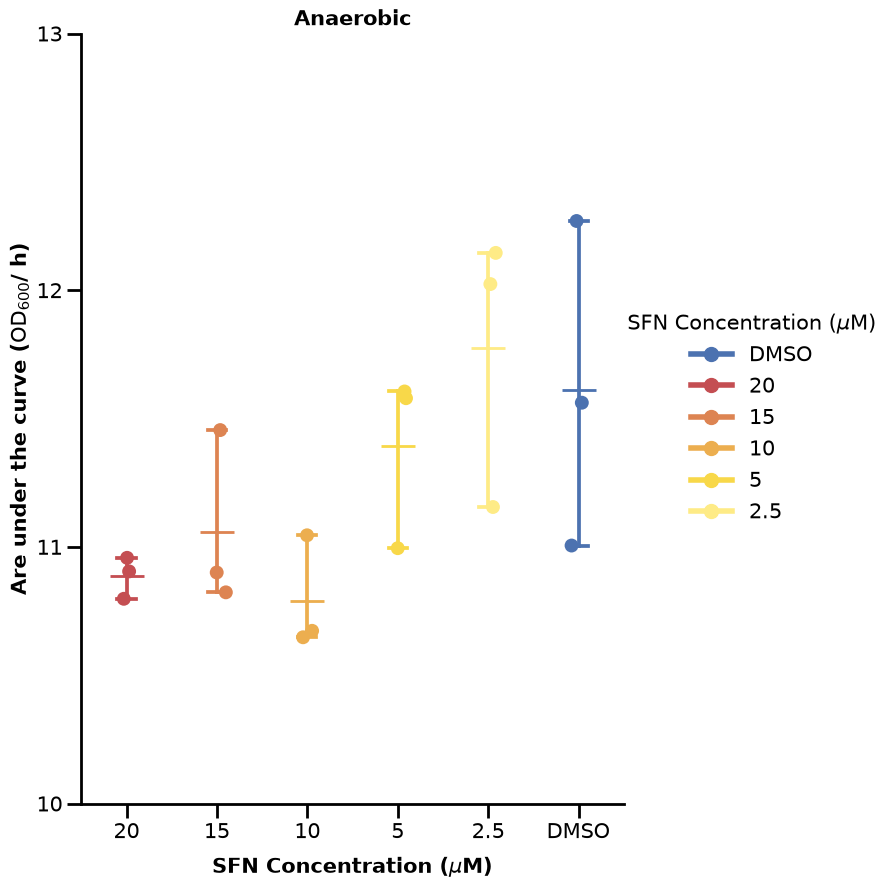 Anaerobic
13
12
11
10
Are under the curve (OD₆₀₀/ h)
20 15 10 5 2.5 DMSO
SFN Concentration (μM)
SFN Concentration (μM)
DMSO
20
15
10
5
2.5